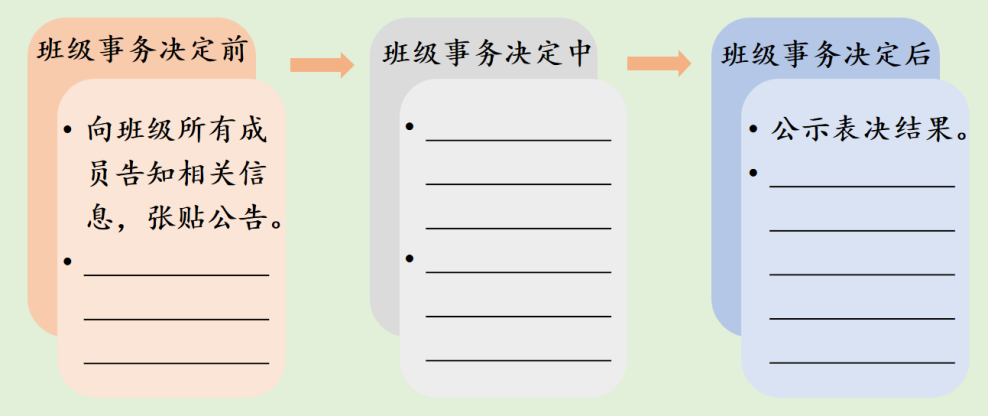 班级事务决定前
班级事务决定中
班级事务决定后
• 向班级所有成
员告知相关信
息，张贴公告。
•
•
•
• 公示表决结果。
•